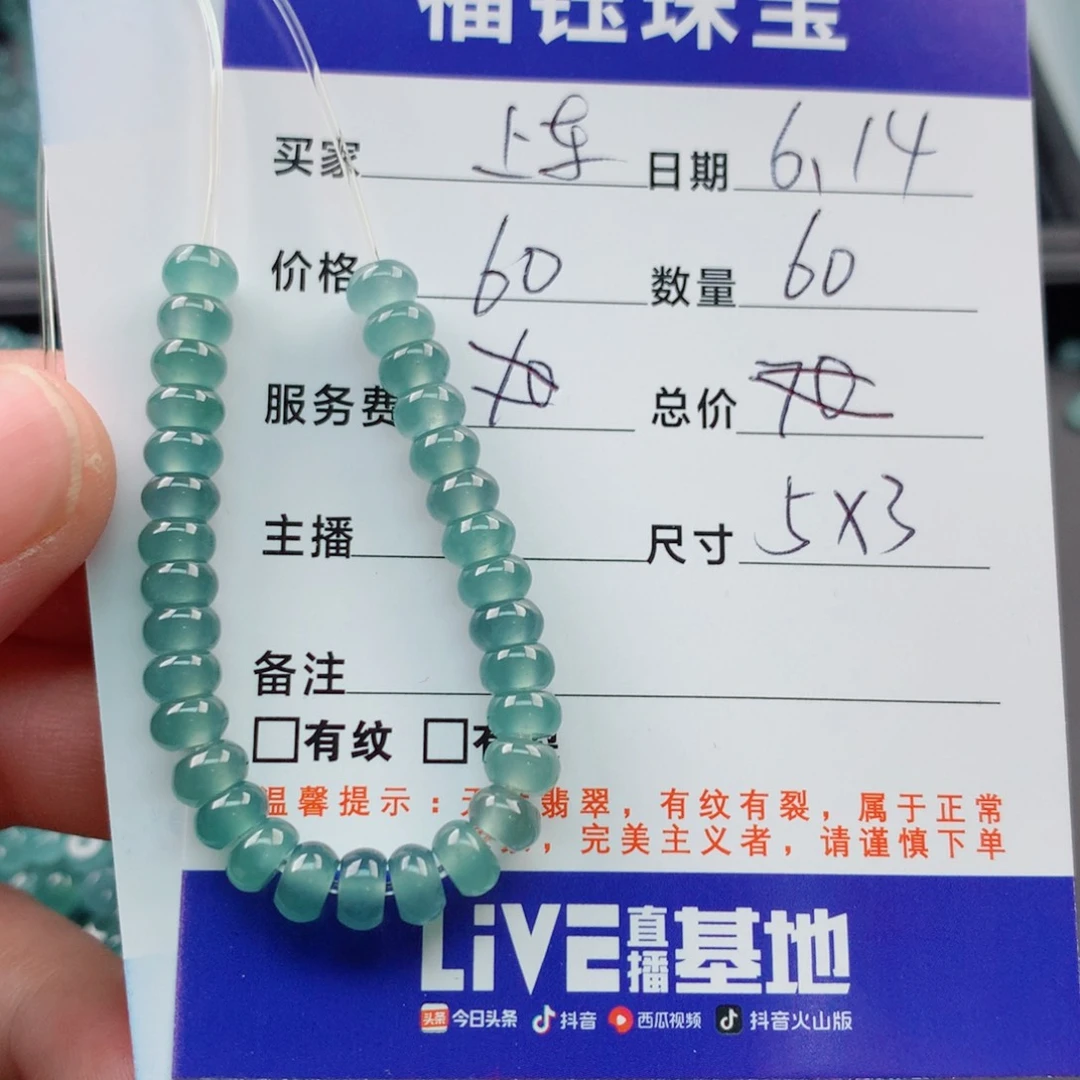 福钰珠宝
买家 上车 日期 6.14
价格 60 数量 60
服务费 总价
主播 尺寸 5X3
备注
有纹
温馨提示：天 翡翠，有纹有裂，属于正常
，完美主义者，请谨慎下单
LiVE直播基地
头条 今日头条 抖音 西瓜视频 抖音火山版